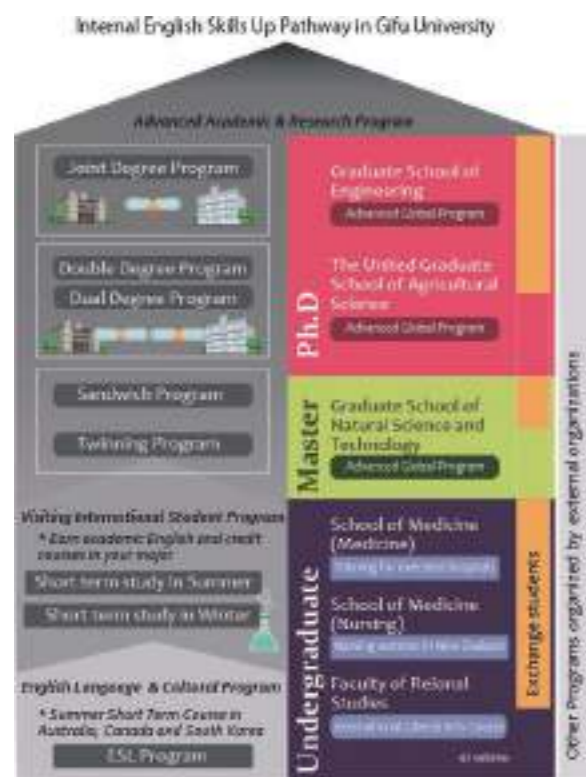 Internal English Skills Up Pathway in Gifu University
Advanced Academic & Research Program
Joint Degree Program
Double Degree Program
Dual Degree Program
Sandwich Program
Twinning Program
Visiting International Student Program
* Earn academic English and credit
courses in your major
Short term study in Summer
Short term study in Winter
English Language & Cultural Program
* Summer Short Term Course in
Australia, Canada and South Korea
ESL Program
Ph.D
Graduate School of
Engineering
Advanced Global Program
The United Graduate
School of Agricultural
Science
Advanced Global Program
Master
Graduate School of
Natural Science and
Technology
Advanced Global Program
Undergraduate
School of Medicine
(Medicine)
School of Medicine
(Nursing)
Faculty of Reional
Studies
Exchange students
Other Programs organized by external organizations